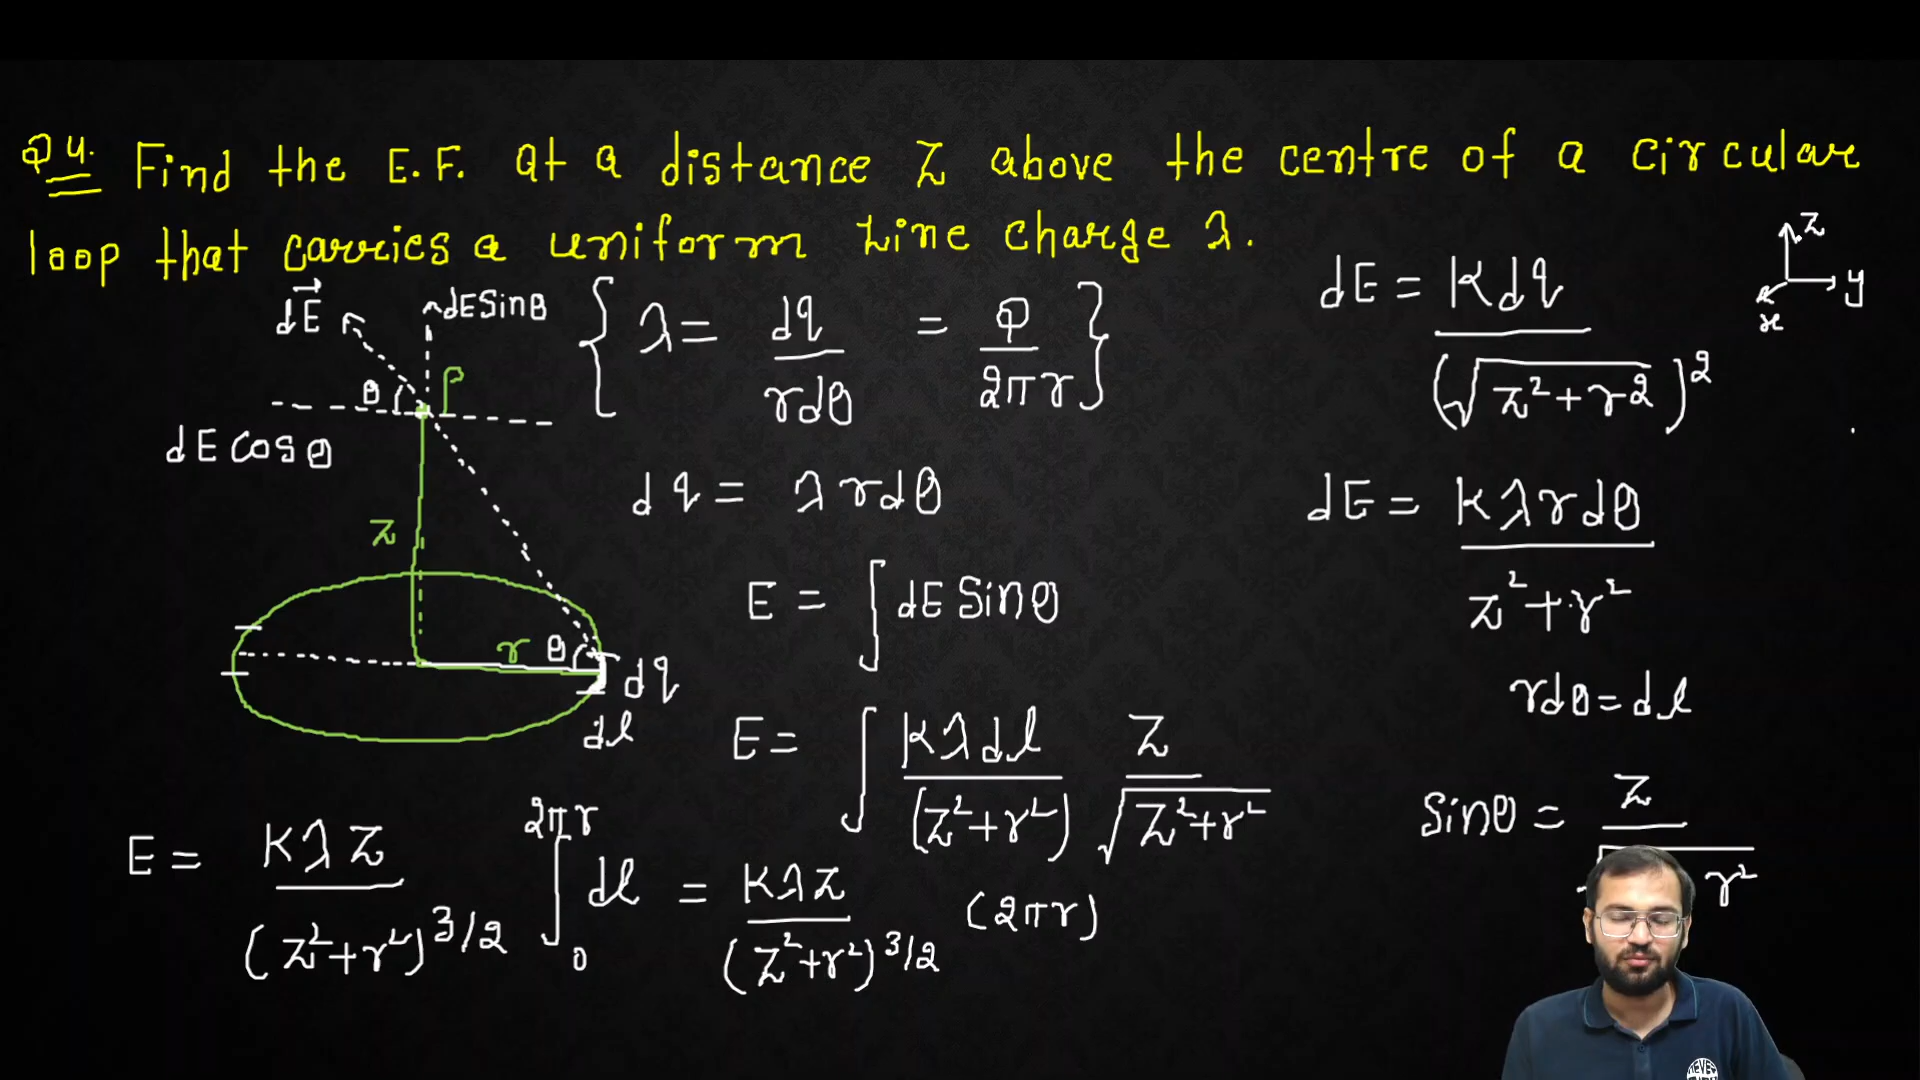 Q4. Find the E.F. at a distance Z above the centre of a circular
loop that carries a uniform Line charge λ.
dE⃗
dE Sinθ
θ
P
dE Cosθ
Z
r θ
dq
dl
{ λ = dq/rdθ = Q/2πr }
dq = λrdθ
E = ∫ dE Sinθ
E = ∫ Kλdl/(Z²+r²) Z/√(Z²+r²)
E = KλZ/(Z²+r²)^3/2 ∫₀^2πr dl = KλZ/(Z²+r²)^3/2 (2πr)
dE = Kdq/(√(z²+r²))²
dE = Kλrdθ/z²+r²
rdθ = dl
Sinθ = Z/√ r²
z
y
x